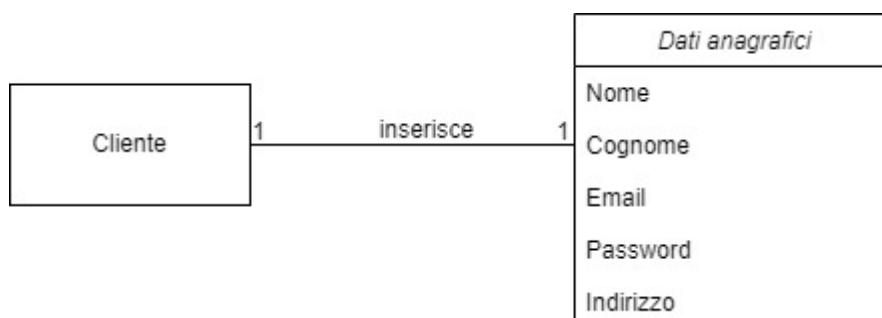 Dati anagrafici
Cliente
1 inserisce 1
Nome
Cognome
Email
Password
Indirizzo